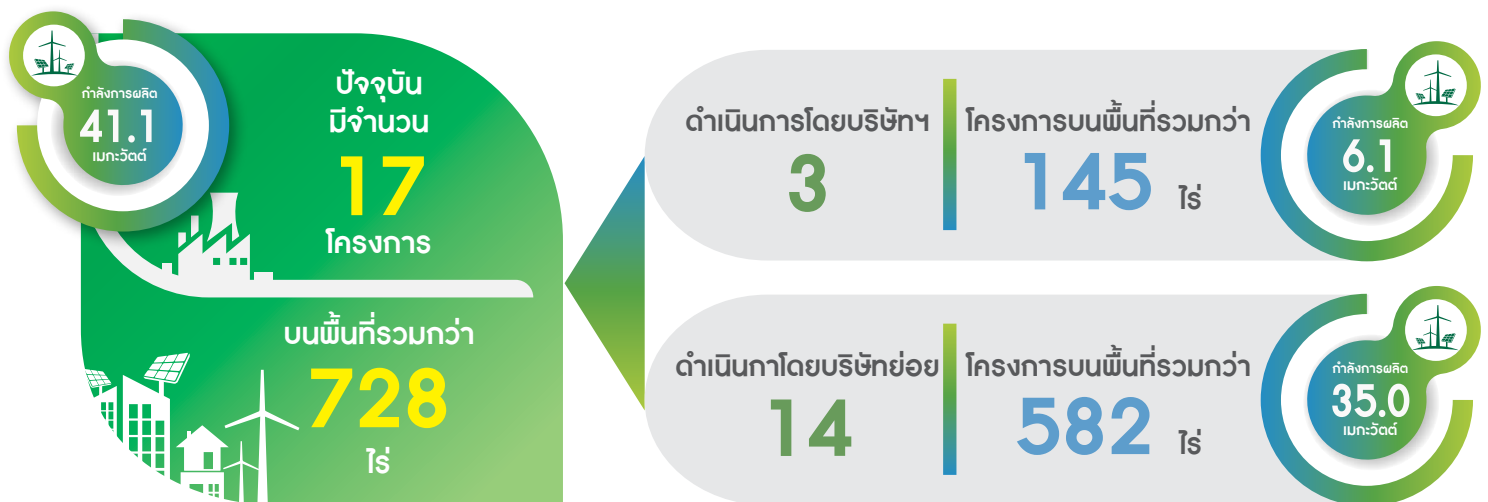 กำลังการผลิต
41.1
เมกะวัตต์
ปัจจุบัน
มีจำนวน
17
โครงการ
บนพื้นที่รวมกว่า
728
ไร่
ดำเนินการโดยบริษัทฯ
3
โครงการบนพื้นที่รวมกว่า
145 ไร่
กำลังการผลิต
6.1
เมกะวัตต์
ดำเนินกาโดยบริษัทย่อย
14
โครงการบนพื้นที่รวมกว่า
582 ไร่
กำลังการผลิต
35.0
เมกะวัตต์